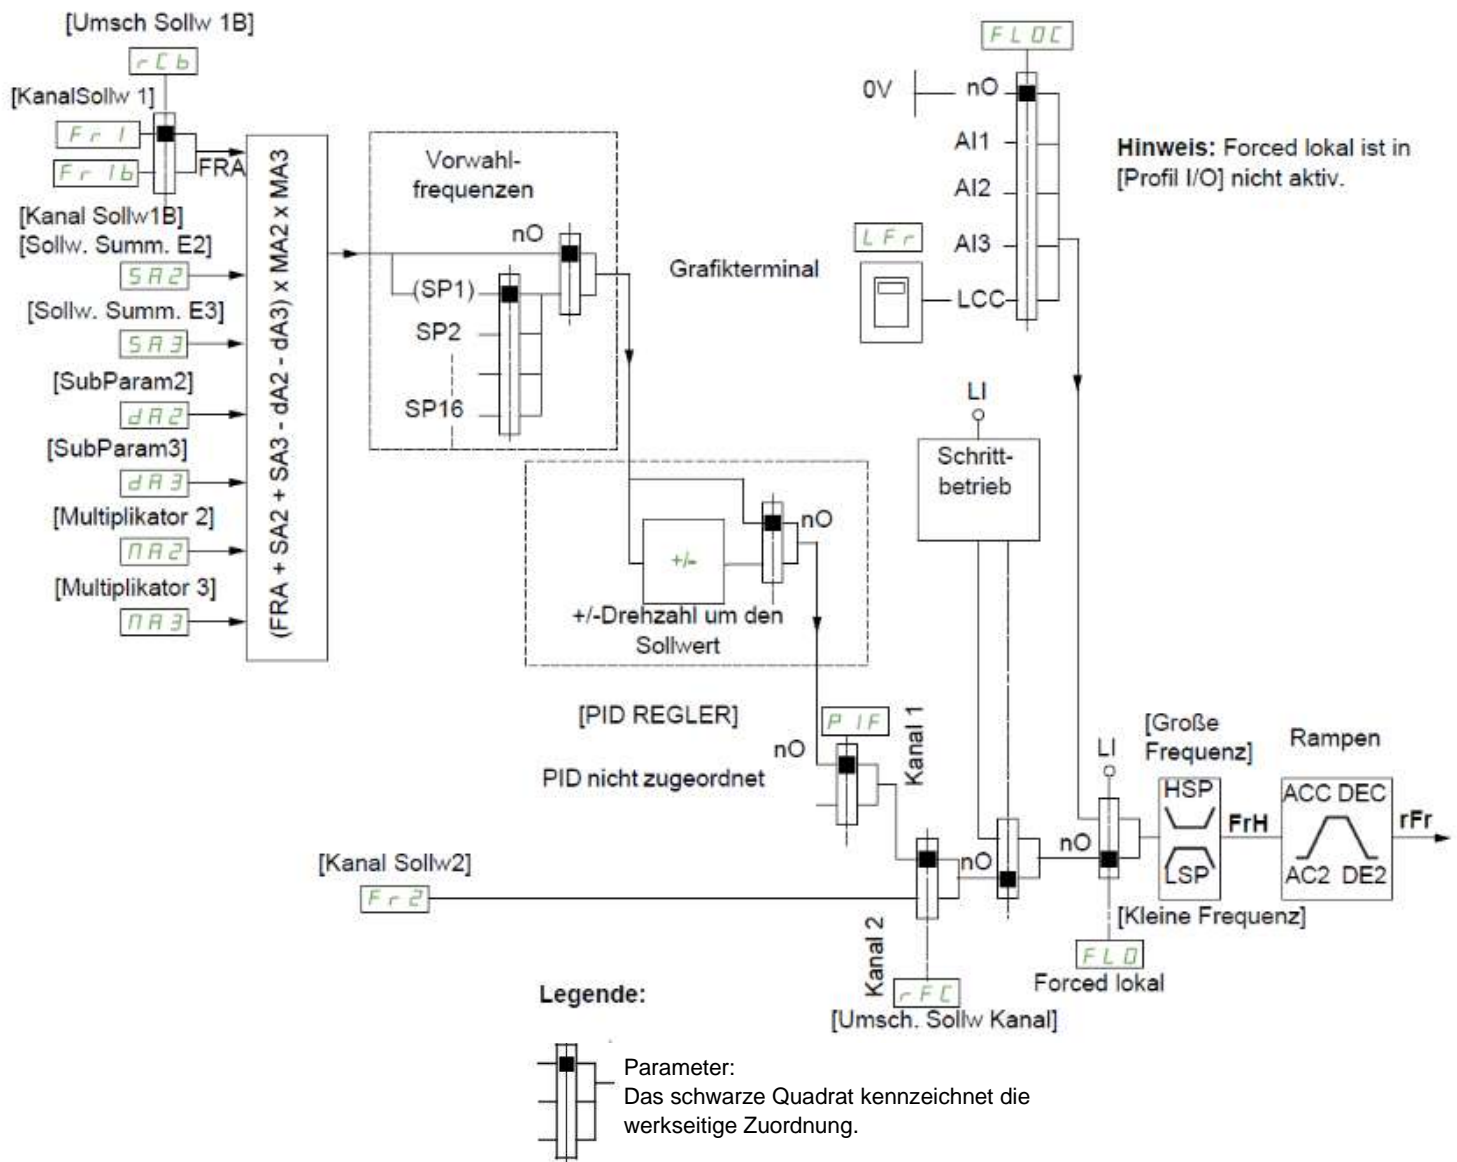 [Umsch Sollw 1B]
rCb
[KanalSollw 1]
Fr1
Fr1b
FRA
[Kanal Sollw1B]
[Sollw. Summ. E2]
SA2
[Sollw. Summ. E3]
SA3
[SubParam2]
dA2
[SubParam3]
dA3
[Multiplikator 2]
MA2
[Multiplikator 3]
MA3
(FRA + SA2 + SA3 - dA2 - dA3) x MA2 x MA3
Vorwahl-
frequenzen
nO
(SP1)
SP2
SP16
+/-
nO
+/-Drehzahl um den
Sollwert
FLOC
0V
nO
AI1
AI2
AI3
LCC
LFr
Grafikterminal
Hinweis: Forced lokal ist in
[Profil I/O] nicht aktiv.
LI
Schritt-
betrieb
[PID REGLER]
PIF
nO
PID nicht zugeordnet
Kanal 1
[Kanal Sollw2]
Fr2
nO
Kanal 2
rFC
[Umsch. Sollw Kanal]
LI
nO
FLO
Forced lokal
[Große
Frequenz]
HSP
LSP
[Kleine Frequenz]
FrH
Rampen
ACC DEC
AC2 DE2
rFr
Legende:
Parameter:
Das schwarze Quadrat kennzeichnet die
werkseitige Zuordnung.